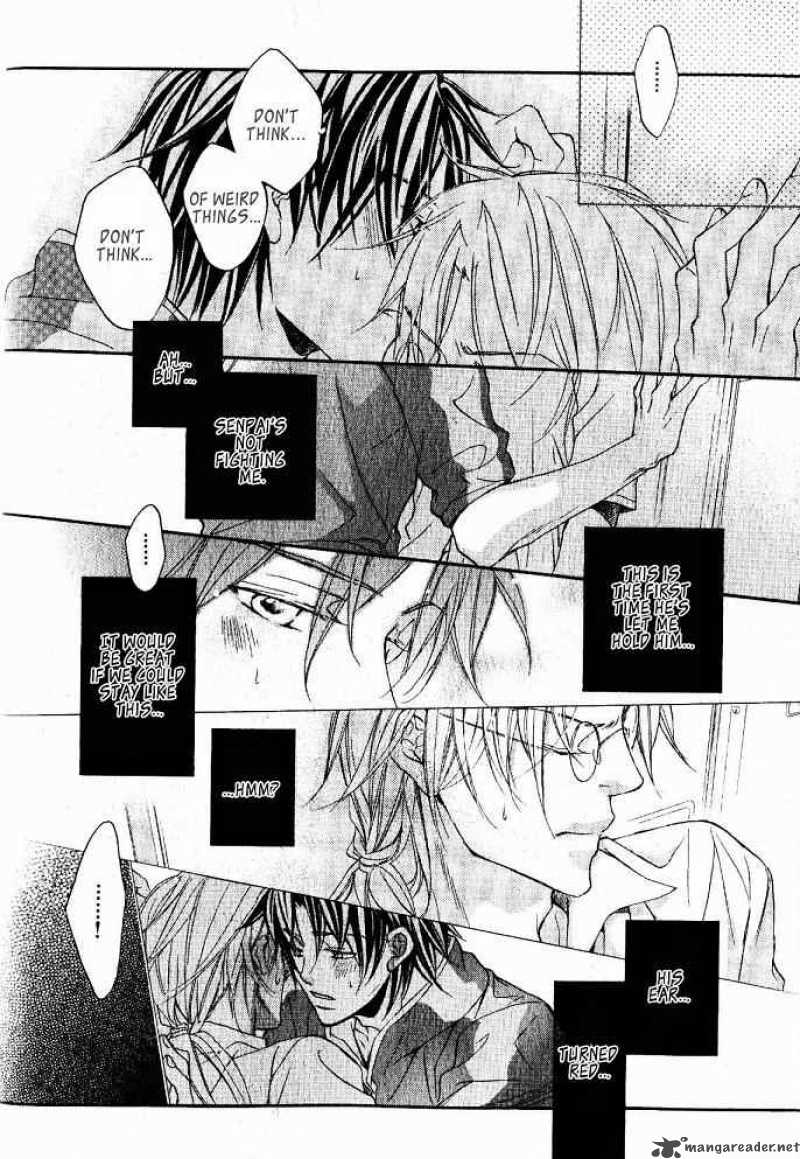 ........
DON'T
THINK...
OF WEIRD
THINGS...
DON'T
THINK...
AH...
BUT...
SENPAI'S
NOT
FIGHTING
ME.
THIS IS
THE FIRST
TIME HE'S
LET ME
HOLD HIM...
......
IT WOULD
BE GREAT
IF WE COULD
STAY LIKE
THIS...
...HMM?
HIS
EAR...
TURNED
RED...
.......!
mangareader.net